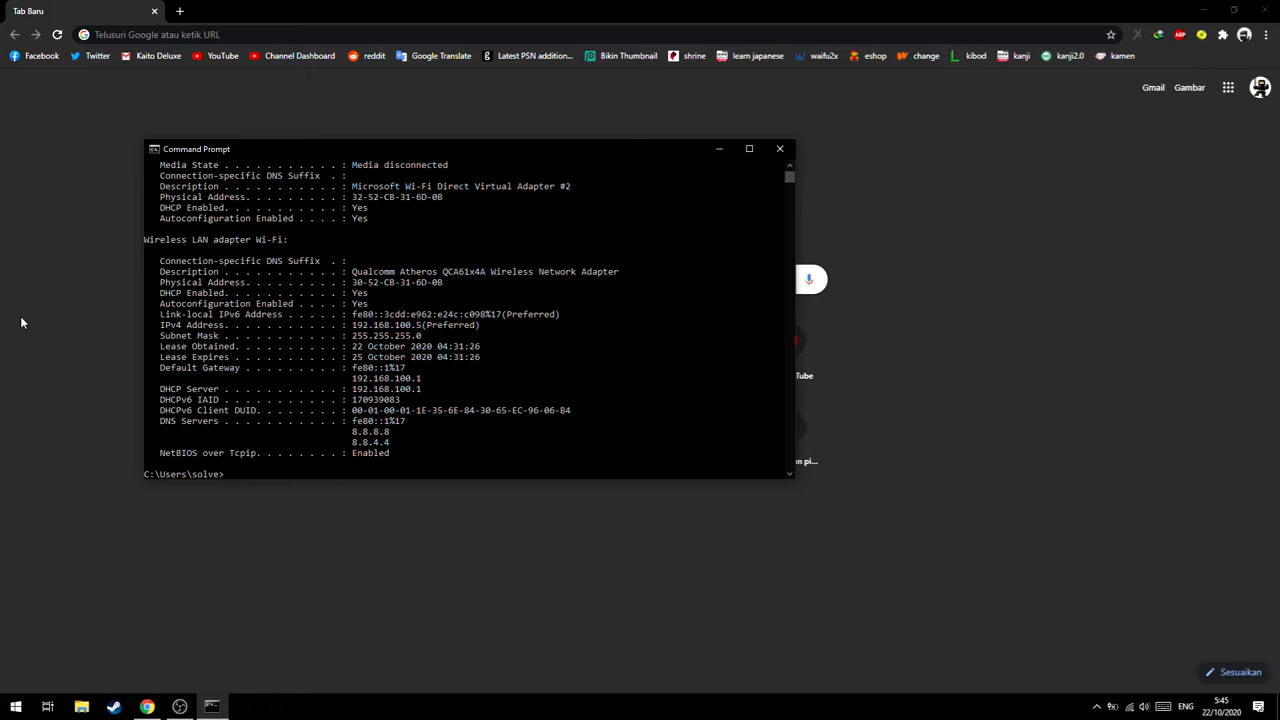 Tab Baru
Telusuri Google atau ketik URL
Facebook Twitter Kaito Deluxe YouTube Channel Dashboard reddit Google Translate Latest PSN addition... Bikin Thumbnail shrine learn japanese waifu2x eshop change kibod kanji kanji2.0 kamen
Gmail Gambar
Command Prompt
Media State . . . . . . . . . . . : Media disconnected
Connection-specific DNS Suffix . :
Description . . . . . . . . . . . : Microsoft Wi-Fi Direct Virtual Adapter #2
Physical Address. . . . . . . . . : 32-52-CB-31-6D-0B
DHCP Enabled. . . . . . . . . . . : Yes
Autoconfiguration Enabled . . . . : Yes
Wireless LAN adapter Wi-Fi:
Connection-specific DNS Suffix . :
Description . . . . . . . . . . . : Qualcomm Atheros QCA61x4A Wireless Network Adapter
Physical Address. . . . . . . . . : 30-52-CB-31-6D-0B
DHCP Enabled. . . . . . . . . . . : Yes
Autoconfiguration Enabled . . . . : Yes
Link-local IPv6 Address . . . . . : fe80::3cdd:e962:e24c:c098%17(Preferred)
IPv4 Address. . . . . . . . . . . : 192.168.100.5(Preferred)
Subnet Mask . . . . . . . . . . . : 255.255.255.0
Lease Obtained. . . . . . . . . . : 22 October 2020 04:31:26
Lease Expires . . . . . . . . . . : 25 October 2020 04:31:26
Default Gateway . . . . . . . . . : fe80::1%17
192.168.100.1
DHCP Server . . . . . . . . . . . : 192.168.100.1
DHCPv6 IAID . . . . . . . . . . . : 170939083
DHCPv6 Client DUID. . . . . . . . : 00-01-00-01-1E-35-6E-84-30-65-EC-96-06-B4
DNS Servers . . . . . . . . . . . : fe80::1%17
8.8.8.8
8.8.4.4
NetBIOS over Tcpip. . . . . . . . : Enabled
C:\Users\solve>
Tube
an pi...
Sesuaikan
ENG
5:45
22/10/2020